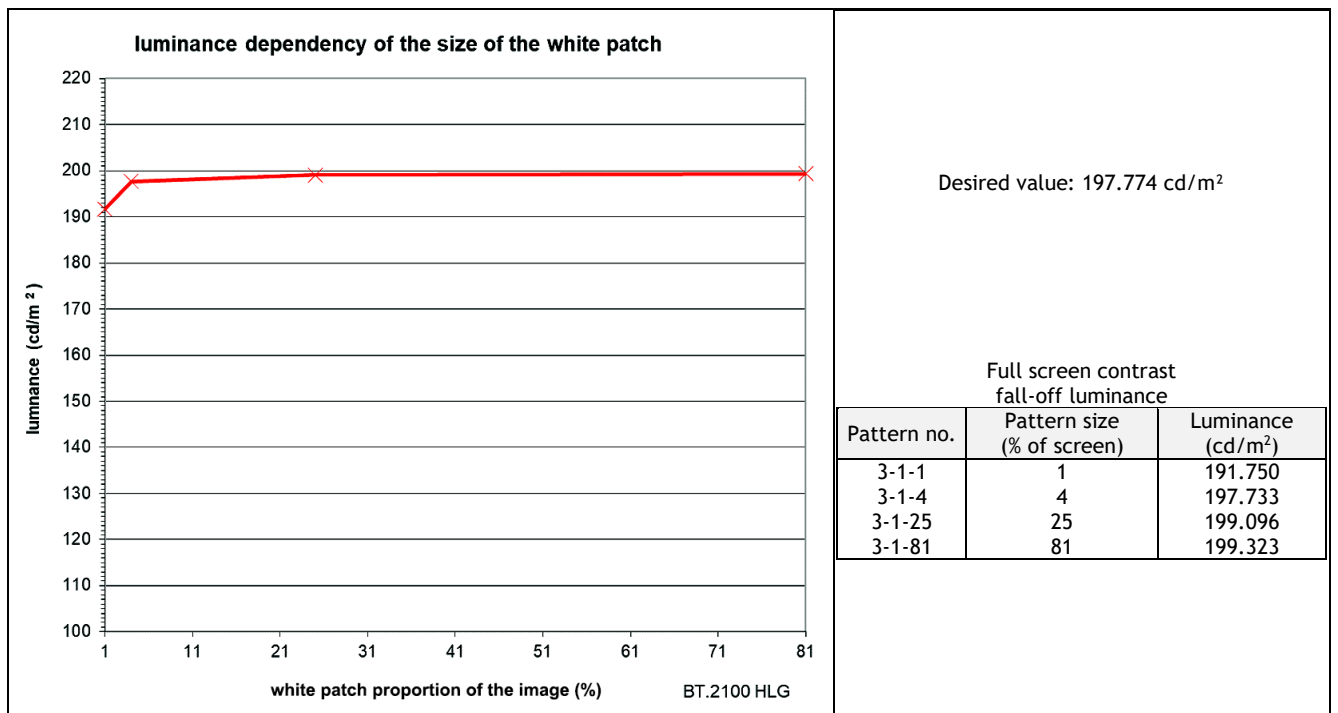 luminance dependency of the size of the white patch
220
210
200
190
180
170
160
150
140
130
120
110
100
lumnance (cd/m ²)
1 11 21 31 41 51 61 71 81
white patch proportion of the image (%) BT.2100 HLG
Desired value: 197.774 cd/m²
Full screen contrast
fall-off luminance
Pattern no. Pattern size (% of screen) Luminance (cd/m²)
3-1-1 1 191.750
3-1-4 4 197.733
3-1-25 25 199.096
3-1-81 81 199.323